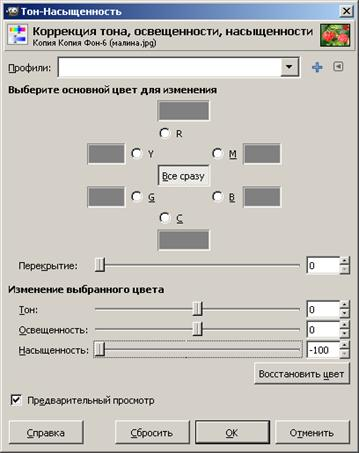 Тон-Насыщенность
Коррекция тона, освещенности, насыщенности
Копия Копия Фон-6 (малина.jpg)
Профили:
Выберите основной цвет для изменения
R
Y M
Все сразу
G B
C
Перекрытие: 0
Изменение выбранного цвета
Тон: 0
Освещенность: 0
Насыщенность: -100
Восстановить цвет
Предварительный просмотр
Справка Сбросить OK Отменить